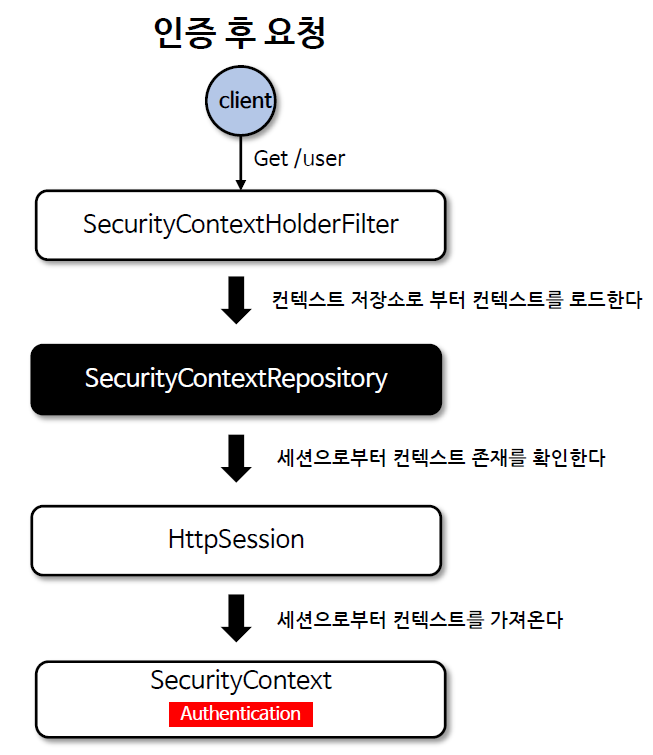 인증 후 요청
client
Get /user
SecurityContextHolderFilter
컨텍스트 저장소로 부터 컨텍스트를 로드한다
SecurityContextRepository
세션으로부터 컨텍스트 존재를 확인한다
HttpSession
세션으로부터 컨텍스트를 가져온다
SecurityContext
Authentication